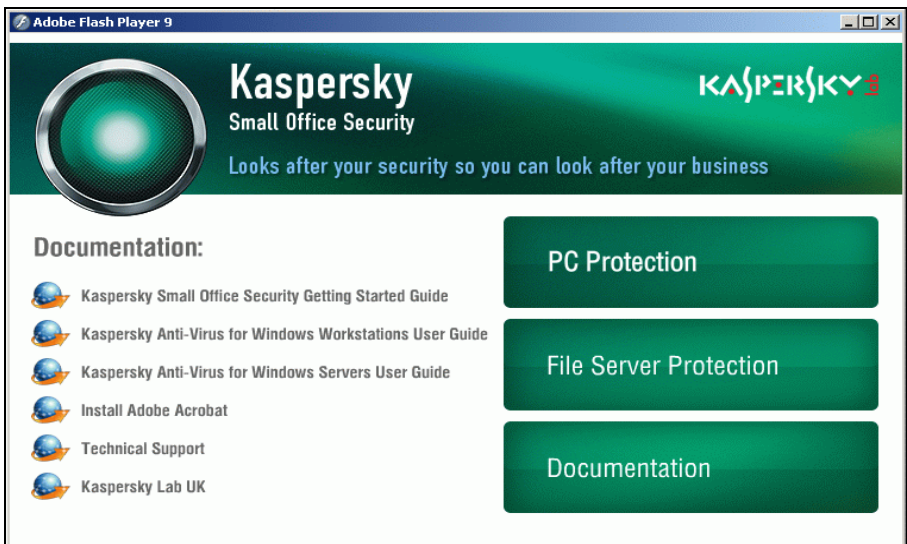 Adobe Flash Player 9
Kaspersky
Small Office Security
Looks after your security so you can look after your business
KASPERSKY lab
Documentation:
Kaspersky Small Office Security Getting Started Guide
Kaspersky Anti-Virus for Windows Workstations User Guide
Kaspersky Anti-Virus for Windows Servers User Guide
Install Adobe Acrobat
Technical Support
Kaspersky Lab UK
PC Protection
File Server Protection
Documentation